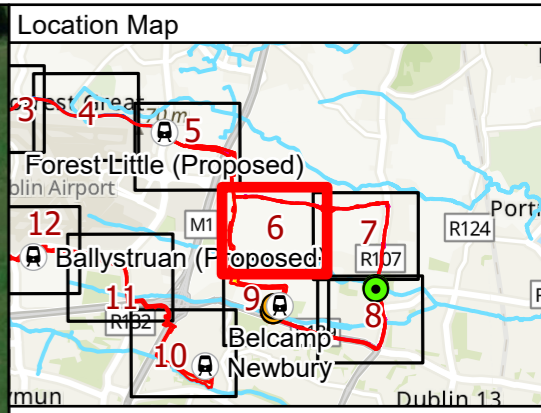 Location Map
3
4
5
Forest Little (Proposed)
blin Airport
12
M1
6
7
R124
Port
Ballystruan (Proposed)
R107
11
9
8
R132
Belcamp
10
Newbury
mun
Dublin 13